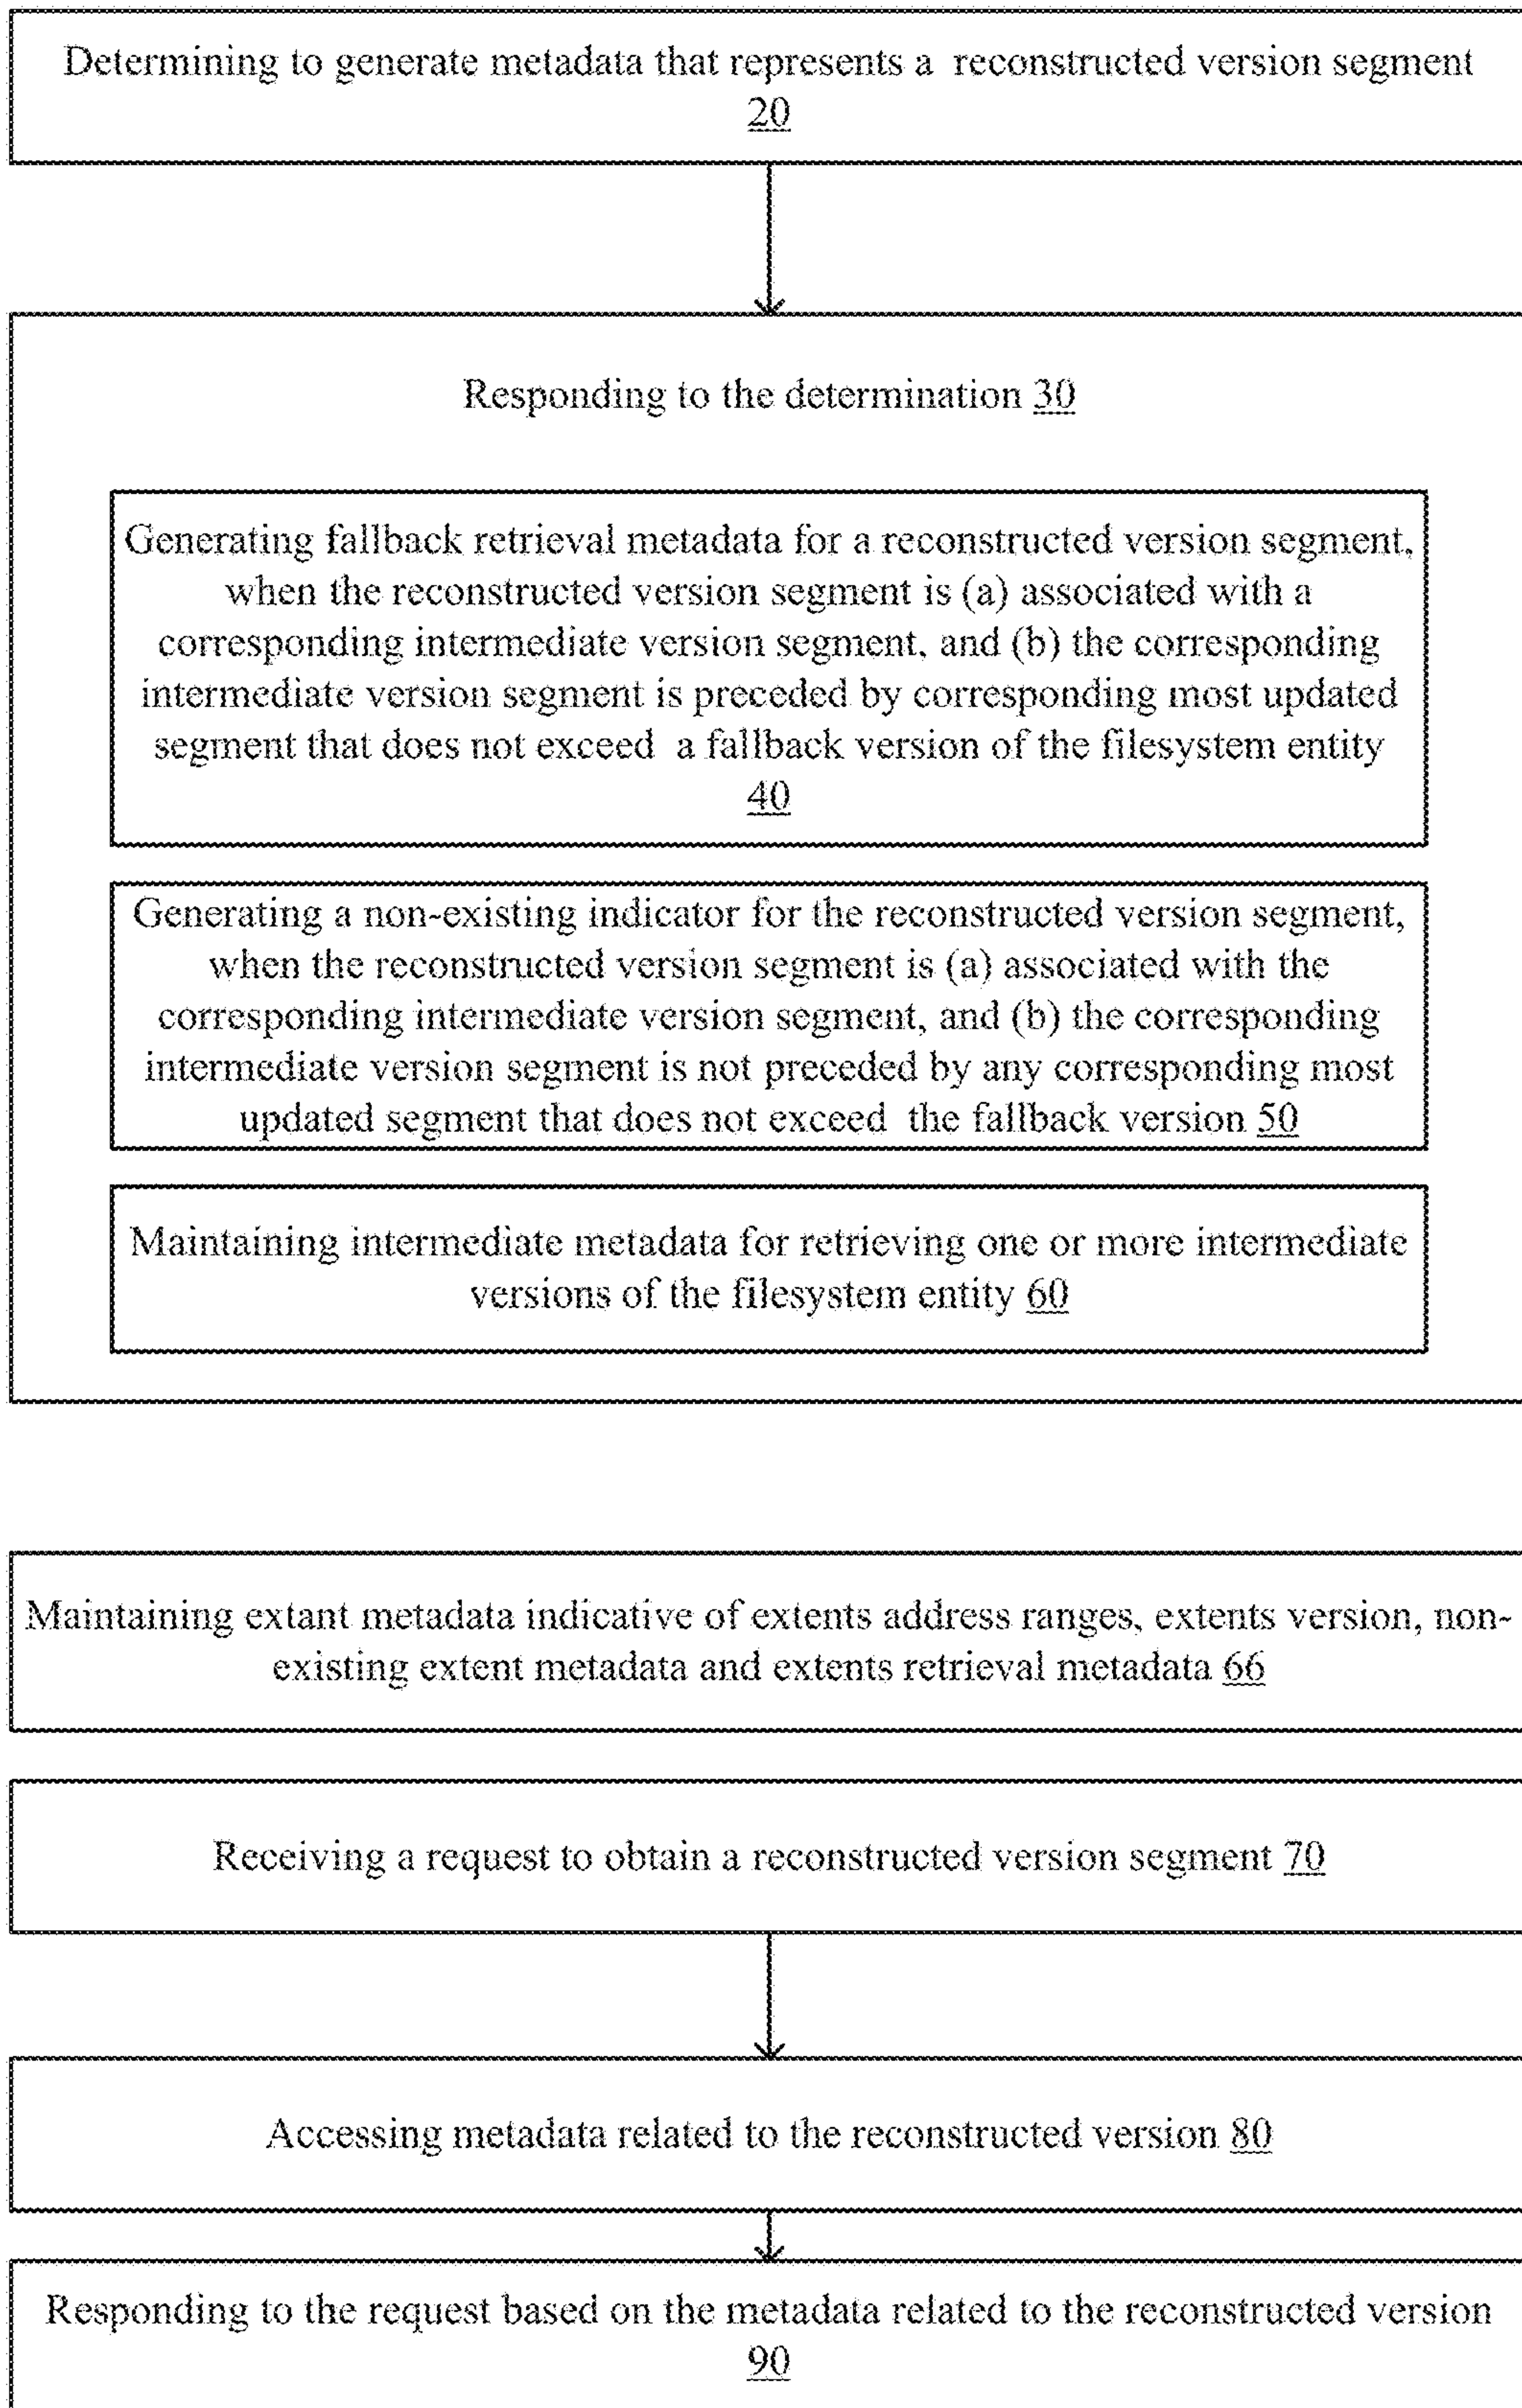 Determining to generate metadata that represents a reconstructed version segment
20
Responding to the determination 30
Generating fallback retrieval metadata for a reconstructed version segment,
when the reconstructed version segment is (a) associated with a
corresponding intermediate version segment, and (b) the corresponding
intermediate version segment is preceded by corresponding most updated
segment that does not exceed a fallback version of the filesystem entity
40
Generating a non-existing indicator for the reconstructed version segment,
when the reconstructed version segment is (a) associated with the
corresponding intermediate version segment, and (b) the corresponding
intermediate version segment is not preceded by any corresponding most
updated segment that does not exceed the fallback version 50
Maintaining intermediate metadata for retrieving one or more intermediate
versions of the filesystem entity 60
Maintaining extant metadata indicative of extents address ranges, extents version, non-
existing extent metadata and extents retrieval metadata 66
Receiving a request to obtain a reconstructed version segment 70
Accessing metadata related to the reconstructed version 80
Responding to the request based on the metadata related to the reconstructed version
90